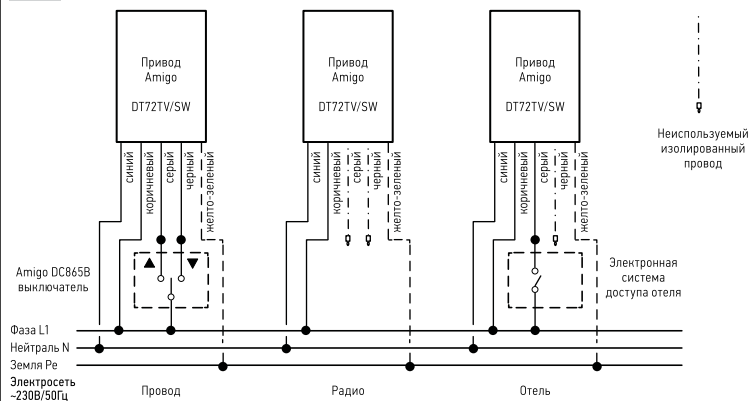 Привод
Amigo
DT72TV/SW
Привод
Amigo
DT72TV/SW
Привод
Amigo
DT72TV/SW
Неиспользуемый
изолированный
провод
синий
коричневый
серый
черный
желто-зеленый
синий
коричневый
серый
черный
желто-зеленый
синий
коричневый
серый
черный
желто-зеленый
Amigo DC865B
выключатель
Электронная
система
доступа отеля
Фаза L1
Нейтраль N
Земля Pe
Электросеть
~230В/50Гц
Провод
Радио
Отель